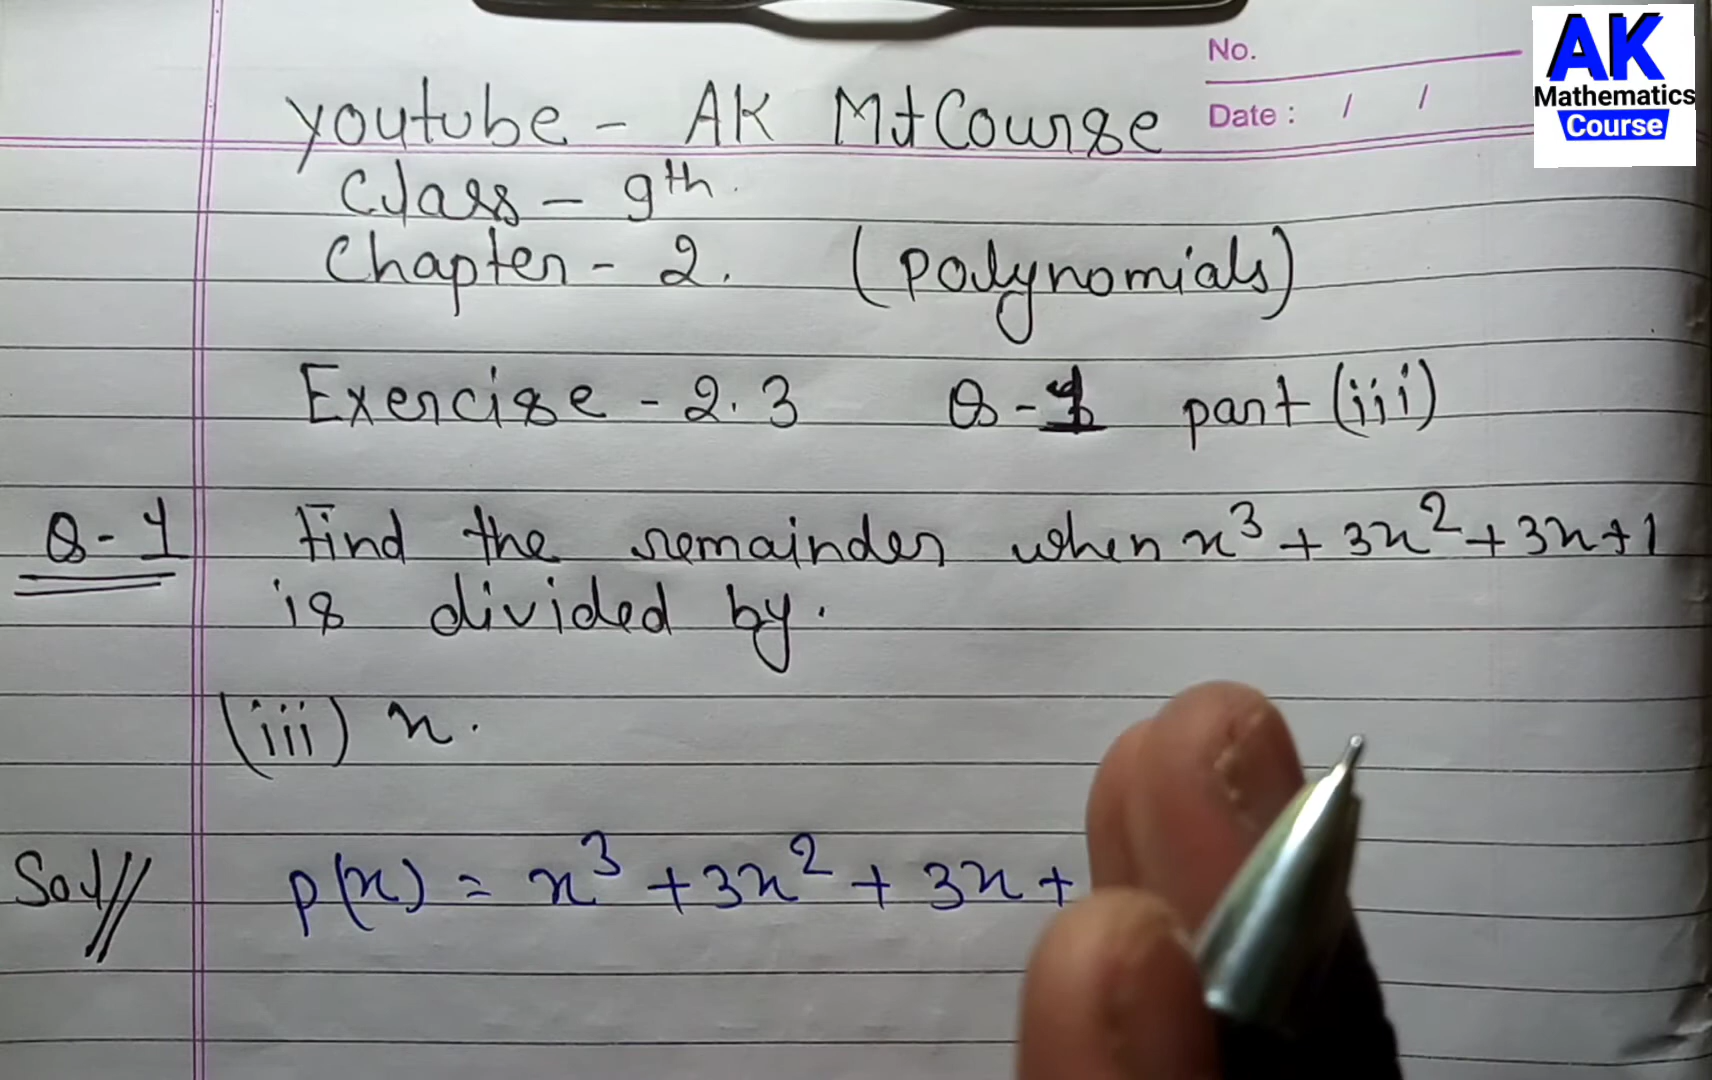 No.
Date : / /
AK
Mathematics
Course
youtube - AK MtCourse
Class - 9th.
Chapter - 2. (Polynomials)
Exercise - 2.3 Q - 1 part (iii)
Q - 1 Find the remainder when x³ + 3x² + 3x + 1
is divided by.
(iii) x.
Sol// p(x) = x³ + 3x² + 3x +